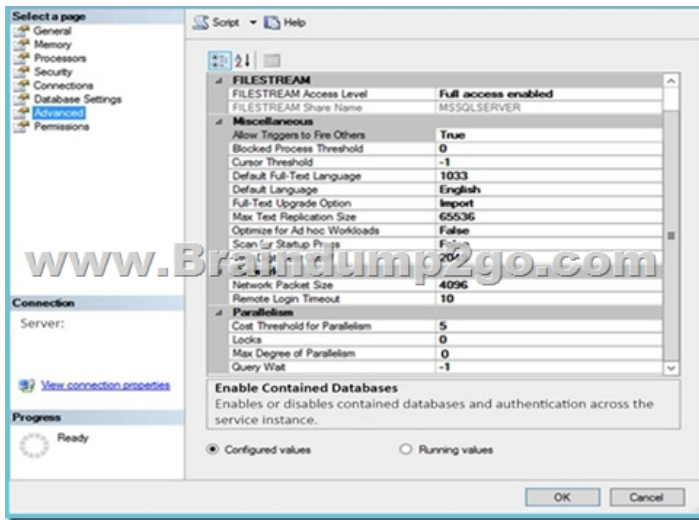 Select a page
General
Memory
Processors
Security
Connections
Database Settings
Advanced
Permissions
Script Help
FILESTREAM
FILESTREAM Access Level Full access enabled
FILESTREAM Share Name MSSQLSERVER
Miscellaneous
Allow Triggers to Fire Others True
Blocked Process Threshold 0
Cursor Threshold -1
Default Full-Text Language 1033
Default Language English
Full-Text Upgrade Option Import
Max Text Replication Size 65536
Optimize for Ad hoc Workloads False
Scan for Startup Procs False
www.Braindump2go.com
Network Packet Size 4096
Remote Login Timeout 10
Parallelism
Cost Threshold for Parallelism 5
Locks 0
Max Degree of Parallelism 0
Query Wait -1
Connection
Server:
View connection properties
Progress
Ready
Enable Contained Databases
Enables or disables contained databases and authentication across the
service instance.
Configured values Running values
OK Cancel